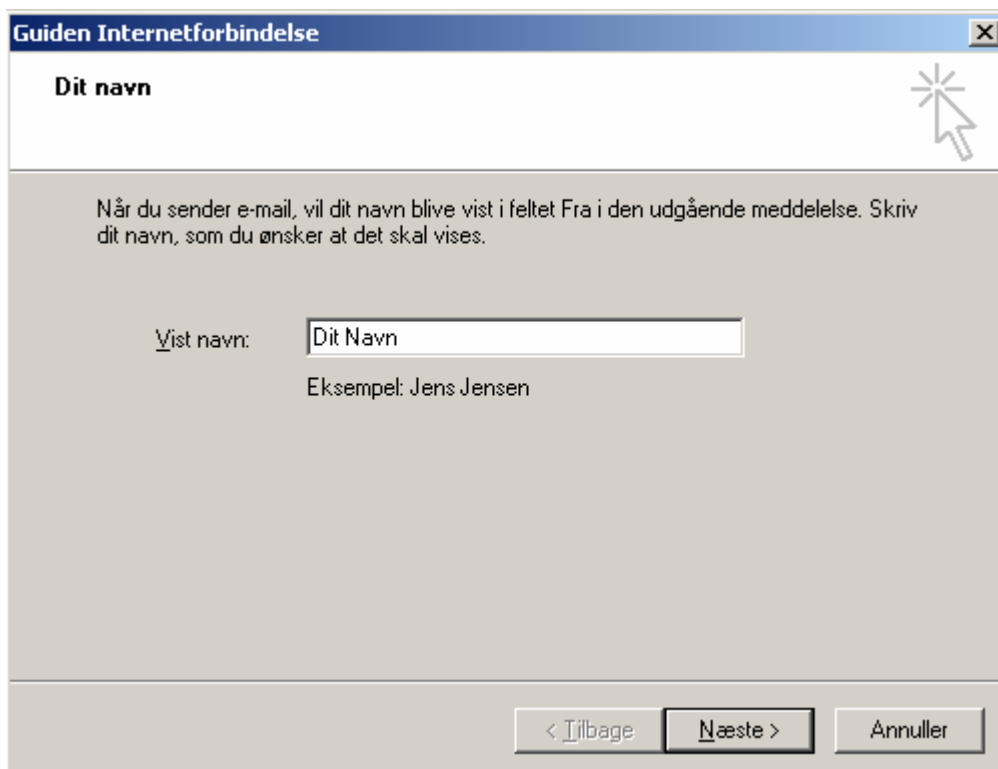 Guiden Internetforbindelse
Dit navn
Når du sender e-mail, vil dit navn blive vist i feltet Fra i den udgående meddelelse. Skriv
dit navn, som du ønsker at det skal vises.
Vist navn: Dit Navn
Eksempel: Jens Jensen
< Tilbage Næste > Annuller